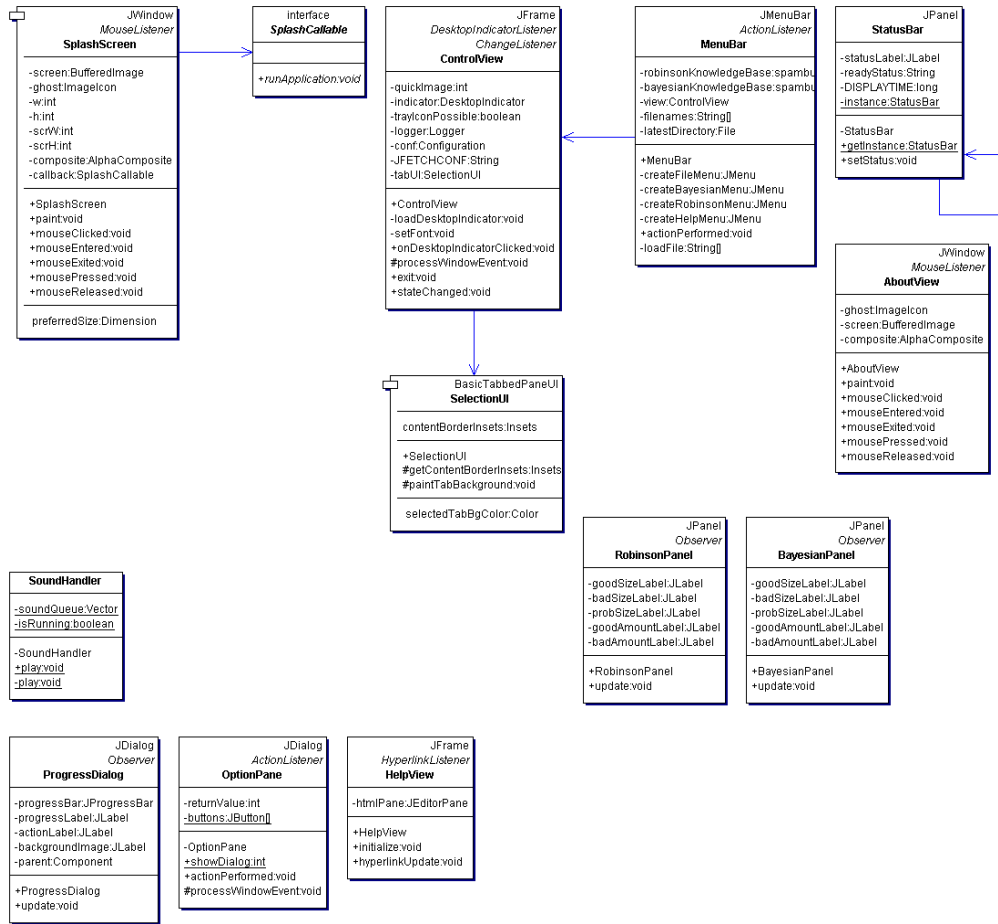 JWindow
MouseListener
SplashScreen
-screen:BufferedImage
-ghost:ImageIcon
-w:int
-h:int
-scrW:int
-scrH:int
-composite:AlphaComposite
-callback:SplashCallable
+SplashScreen
+paint:void
+mouseClicked:void
+mouseEntered:void
+mouseExited:void
+mousePressed:void
+mouseReleased:void
preferredSize:Dimension
interface
SplashCallable
+runApplication:void
JFrame
DesktopIndicatorListener
ChangeListener
ControlView
-quickImage:int
-indicator:DesktopIndicator
-trayIconPossible:boolean
-logger:Logger
-conf:Configuration
-JFETCHCONF:String
-tabUI:SelectionUI
+ControlView
-loadDesktopIndicator:void
-setFont:void
+onDesktopIndicatorClicked:void
#processWindowEvent:void
+exit:void
+stateChanged:void
JMenuBar
ActionListener
MenuBar
-robinsonKnowledgeBase:spambu
-bayesianKnowledgeBase:spambu
-view:ControlView
-filenames:String[]
-latestDirectory:File
+MenuBar
-createFileMenu:JMenu
-createBayesianMenu:JMenu
-createRobinsonMenu:JMenu
-createHelpMenu:JMenu
+actionPerformed:void
-loadFile:String[]
JPanel
StatusBar
-statusLabel:JLabel
-readyStatus:String
-DISPLAYTIME:long
-instance:StatusBar
-StatusBar
+getInstance:StatusBar
+setStatus:void
JWindow
MouseListener
AboutView
-ghost:ImageIcon
-screen:BufferedImage
-composite:AlphaComposite
+AboutView
+paint:void
+mouseClicked:void
+mouseEntered:void
+mouseExited:void
+mousePressed:void
+mouseReleased:void
BasicTabbedPaneUI
SelectionUI
contentBorderInsets:Insets
+SelectionUI
#getContentBorderInsets:Insets
#paintTabBackground:void
selectedTabBgColor:Color
JPanel
Observer
RobinsonPanel
-goodSizeLabel:JLabel
-badSizeLabel:JLabel
-probSizeLabel:JLabel
-goodAmountLabel:JLabel
-badAmountLabel:JLabel
+RobinsonPanel
+update:void
JPanel
Observer
BayesianPanel
-goodSizeLabel:JLabel
-badSizeLabel:JLabel
-probSizeLabel:JLabel
-goodAmountLabel:JLabel
-badAmountLabel:JLabel
+BayesianPanel
+update:void
SoundHandler
-soundQueue:Vector
-isRunning:boolean
-SoundHandler
+play:void
-play:void
JDialog
Observer
ProgressDialog
-progressBar:JProgressBar
-progressLabel:JLabel
-actionLabel:JLabel
-backgroundImage:JLabel
-parent:Component
+ProgressDialog
+update:void
JDialog
ActionListener
OptionPane
-returnValue:int
-buttons:JButton[]
-OptionPane
+showDialog:int
+actionPerformed:void
#processWindowEvent:void
JFrame
HyperlinkListener
HelpView
-htmlPane:JEditorPane
+HelpView
+initialize:void
+hyperlinkUpdate:void